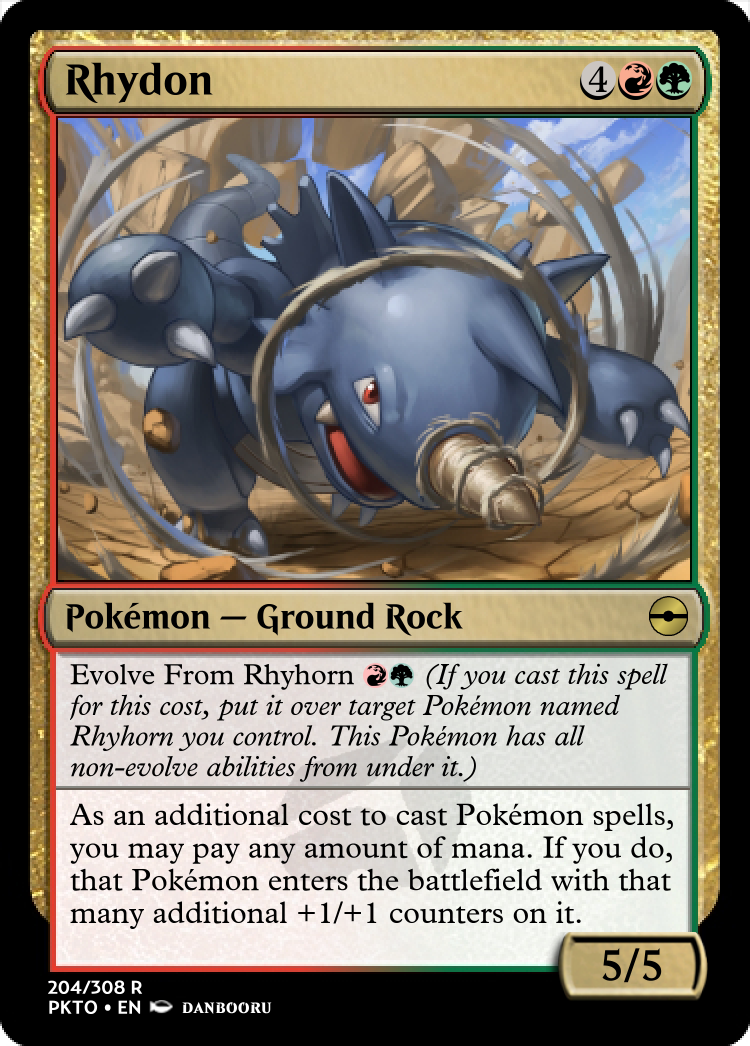 Rhydon 4
Pokémon — Ground Rock
Evolve From Rhyhorn (If you cast this spell
for this cost, put it over target Pokémon named
Rhyhorn you control. This Pokémon has all
non-evolve abilities from under it.)
As an additional cost to cast Pokémon spells,
you may pay any amount of mana. If you do,
that Pokémon enters the battlefield with that
many additional +1/+1 counters on it.
5/5
204/308 R
PKTO • EN DANBOORU